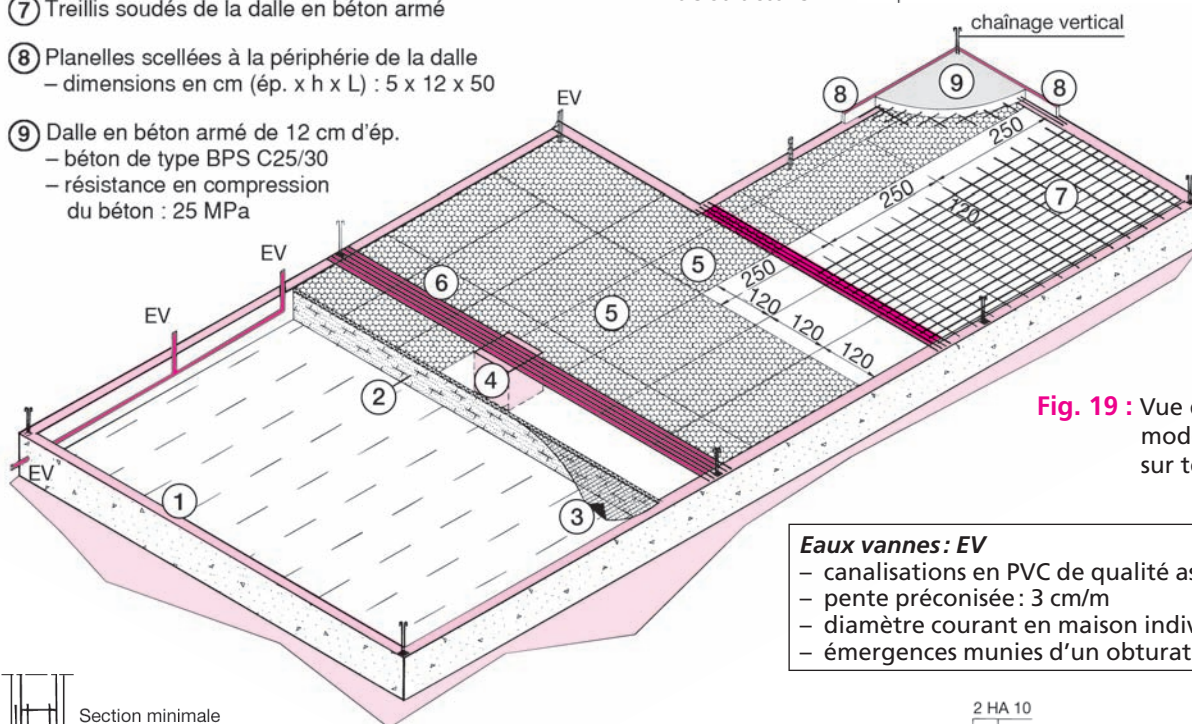 ⑦ Treillis soudés de la dalle en béton armé
⑧ Planelles scellées à la périphérie de la dalle
– dimensions en cm (ép. x h x L) : 5 x 12 x 50
⑨ Dalle en béton armé de 12 cm d’ép.
– béton de type BPS C25/30
– résistance en compression
du béton : 25 MPa
chaînage vertical
8
9
8
EV
250
250
120
7
EV
6
5
250
5
120
120
120
EV
4
2
EV
1
3
Fig. 19 : Vue
mod
sur t
Eaux vannes : EV
– canalisations en PVC de qualité as
– pente préconisée : 3 cm/m
– diamètre courant en maison indiv
– émergences munies d’un obturat
2 HA 10
Section minimale